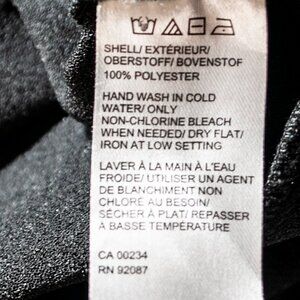 SHELL/ EXTÉRIEUR/
OBERSTOFF/ BOVENSTOF
100% POLYESTER
HAND WASH IN COLD
WATER/ ONLY
NON-CHLORINE BLEACH
WHEN NEEDED/ DRY FLAT/
IRON AT LOW SETTING
LAVER À LA MAIN À L'EAU
FROIDE/ UTILISER UN AGENT
DE BLANCHIMENT NON
CHLORÉ AU BESOIN/
SÉCHER À PLAT/ REPASSER
A BASSE TEMPÉRATURE
CA 00234
RN 92087